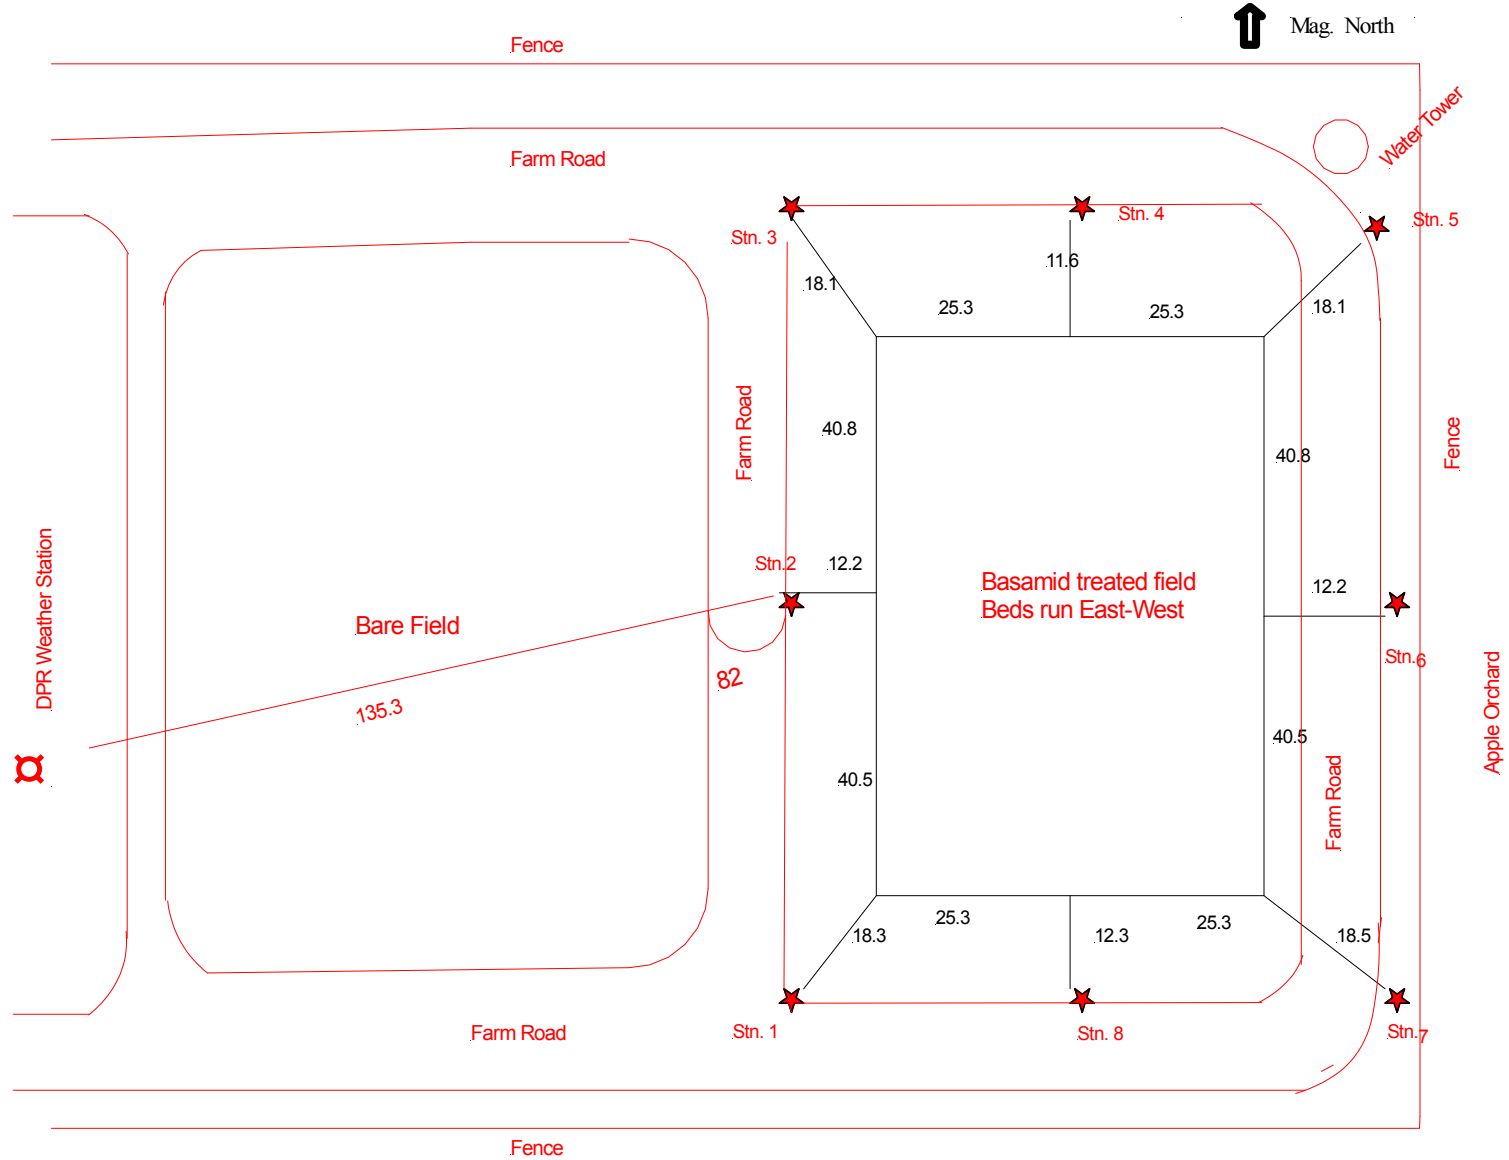 Mag. North
Fence
Water Tower
Farm Road
Stn. 4
Stn. 5
Stn. 3
11.6
18.1
25.3
25.3
18.1
Farm Road
40.8
40.8
Fence
DPR Weather Station
Stn.2
12.2
Basamid treated field
Beds run East-West
12.2
Bare Field
Stn.6
82
135.3
Apple Orchard
40.5
40.5
Farm Road
25.3
25.3
18.3
12.3
18.5
Farm Road
Stn. 1
Stn. 8
Stn.7
Fence